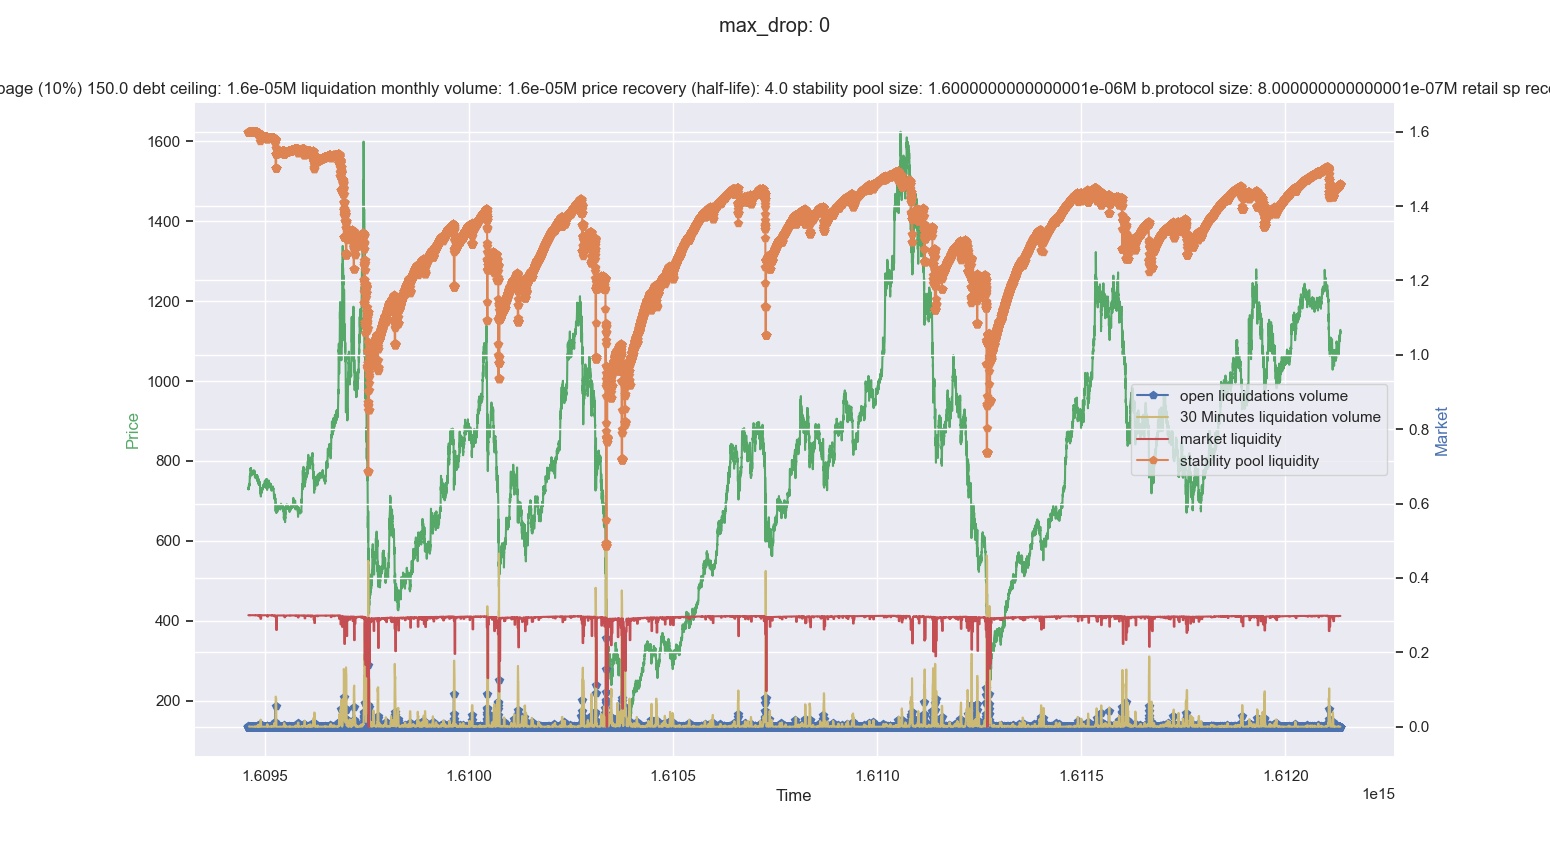 max_drop: 0
page (10%) 150.0 debt ceiling: 1.6e-05M liquidation monthly volume: 1.6e-05M price recovery (half-life): 4.0 stability pool size: 1.6000000000000001e-06M b.protocol size: 8.000000000000001e-07M retail sp
1600
1400
1200
1000
800
600
400
200
Price
1.6
1.4
1.2
1.0
0.8
0.6
0.4
0.2
0.0
Market
open liquidations volume
30 Minutes liquidation volume
market liquidity
stability pool liquidity
1.6095
1.6100
1.6105
1.6110
1.6115
1.6120
Time
1e15